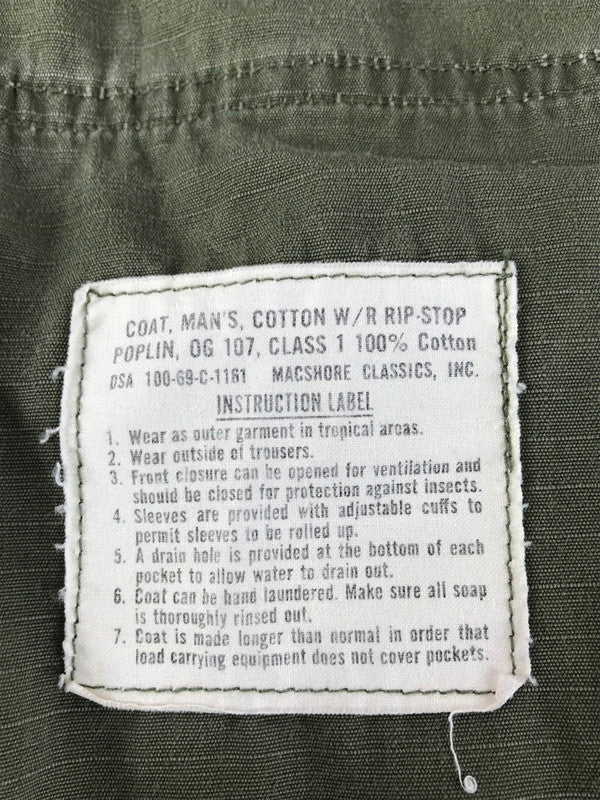 COAT, MAN'S, COTTON W/R RIP-STOP
POPLIN, OG 107, CLASS 1 100% Cotton
DSA 100-69-C-1181 MACSHORE CLASSICS, INC.
INSTRUCTION LABEL
1. Wear as outer garment in tropical areas.
2. Wear outside of trousers.
3. Front closure can be opened for ventilation and
should be closed for protection against insects.
4. Sleeves are provided with adjustable cuffs to
permit sleeves to be rolled up.
5. A drain hole is provided at the bottom of each
pocket to allow water to drain out.
6. Coat can be hand laundered. Make sure all soap
is thoroughly rinsed out.
7. Coat is made longer than normal in order that
load carrying equipment does not cover pockets.